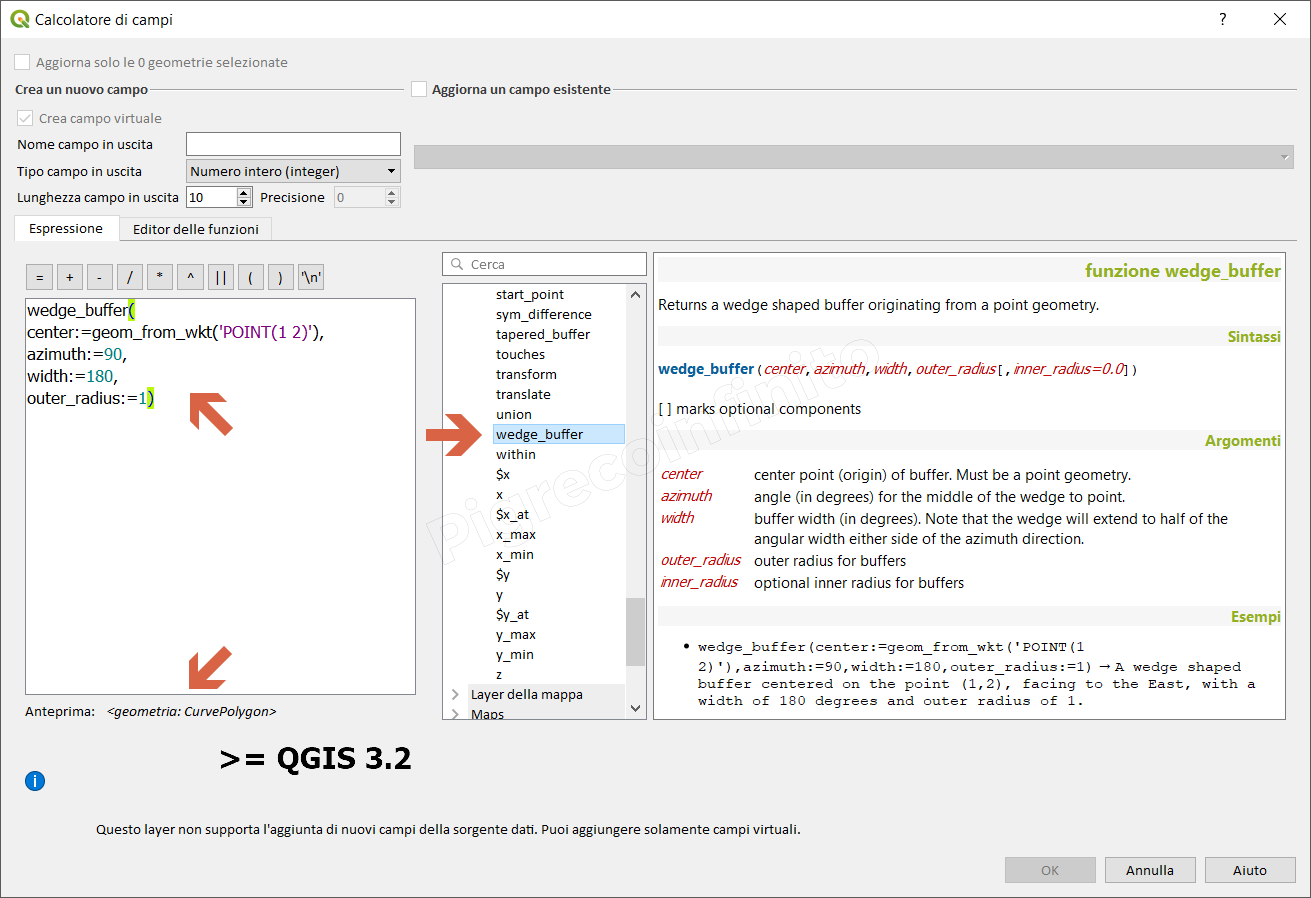 Calcolatore di campi
?
Aggiorna solo le 0 geometrie selezionate
Crea un nuovo campo
Aggiorna un campo esistente
Crea campo virtuale
Nome campo in uscita
Tipo campo in uscita
Numero intero (integer)
Lunghezza campo in uscita
10
Precisione
0
Espressione
Editor delle funzioni
= + - / * ^ || ( ) '\n'
wedge_buffer(
center:=geom_from_wkt('POINT(1 2)'),
azimuth:=90,
width:=180,
outer_radius:=1)
Anteprima: <geometria: CurvePolygon>
Cerca
start_point
sym_difference
tapered_buffer
touches
transform
translate
union
wedge_buffer
within
$x
x
$x_at
x_max
x_min
$y
y
$y_at
y_max
y_min
z
Layer della mappa
Maps
funzione wedge_buffer
Returns a wedge shaped buffer originating from a point geometry.
Sintassi
wedge_buffer(center,azimuth,width,outer_radius[,inner_radius=0.0])
[ ] marks optional components
Argomenti
center center point (origin) of buffer. Must be a point geometry.
azimuth angle (in degrees) for the middle of the wedge to point.
width buffer width (in degrees). Note that the wedge will extend to half of the
angular width either side of the azimuth direction.
outer_radius outer radius for buffers
inner_radius optional inner radius for buffers
Esempi
• wedge_buffer(center:=geom_from_wkt('POINT(1
2)'),azimuth:=90,width:=180,outer_radius:=1) → A wedge shaped
buffer centered on the point (1,2), facing to the East, with a
width of 180 degrees and outer radius of 1.
Pigrecoinfinito
>= QGIS 3.2
i
Questo layer non supporta l'aggiunta di nuovi campi della sorgente dati. Puoi aggiungere solamente campi virtuali.
OK
Annulla
Aiuto